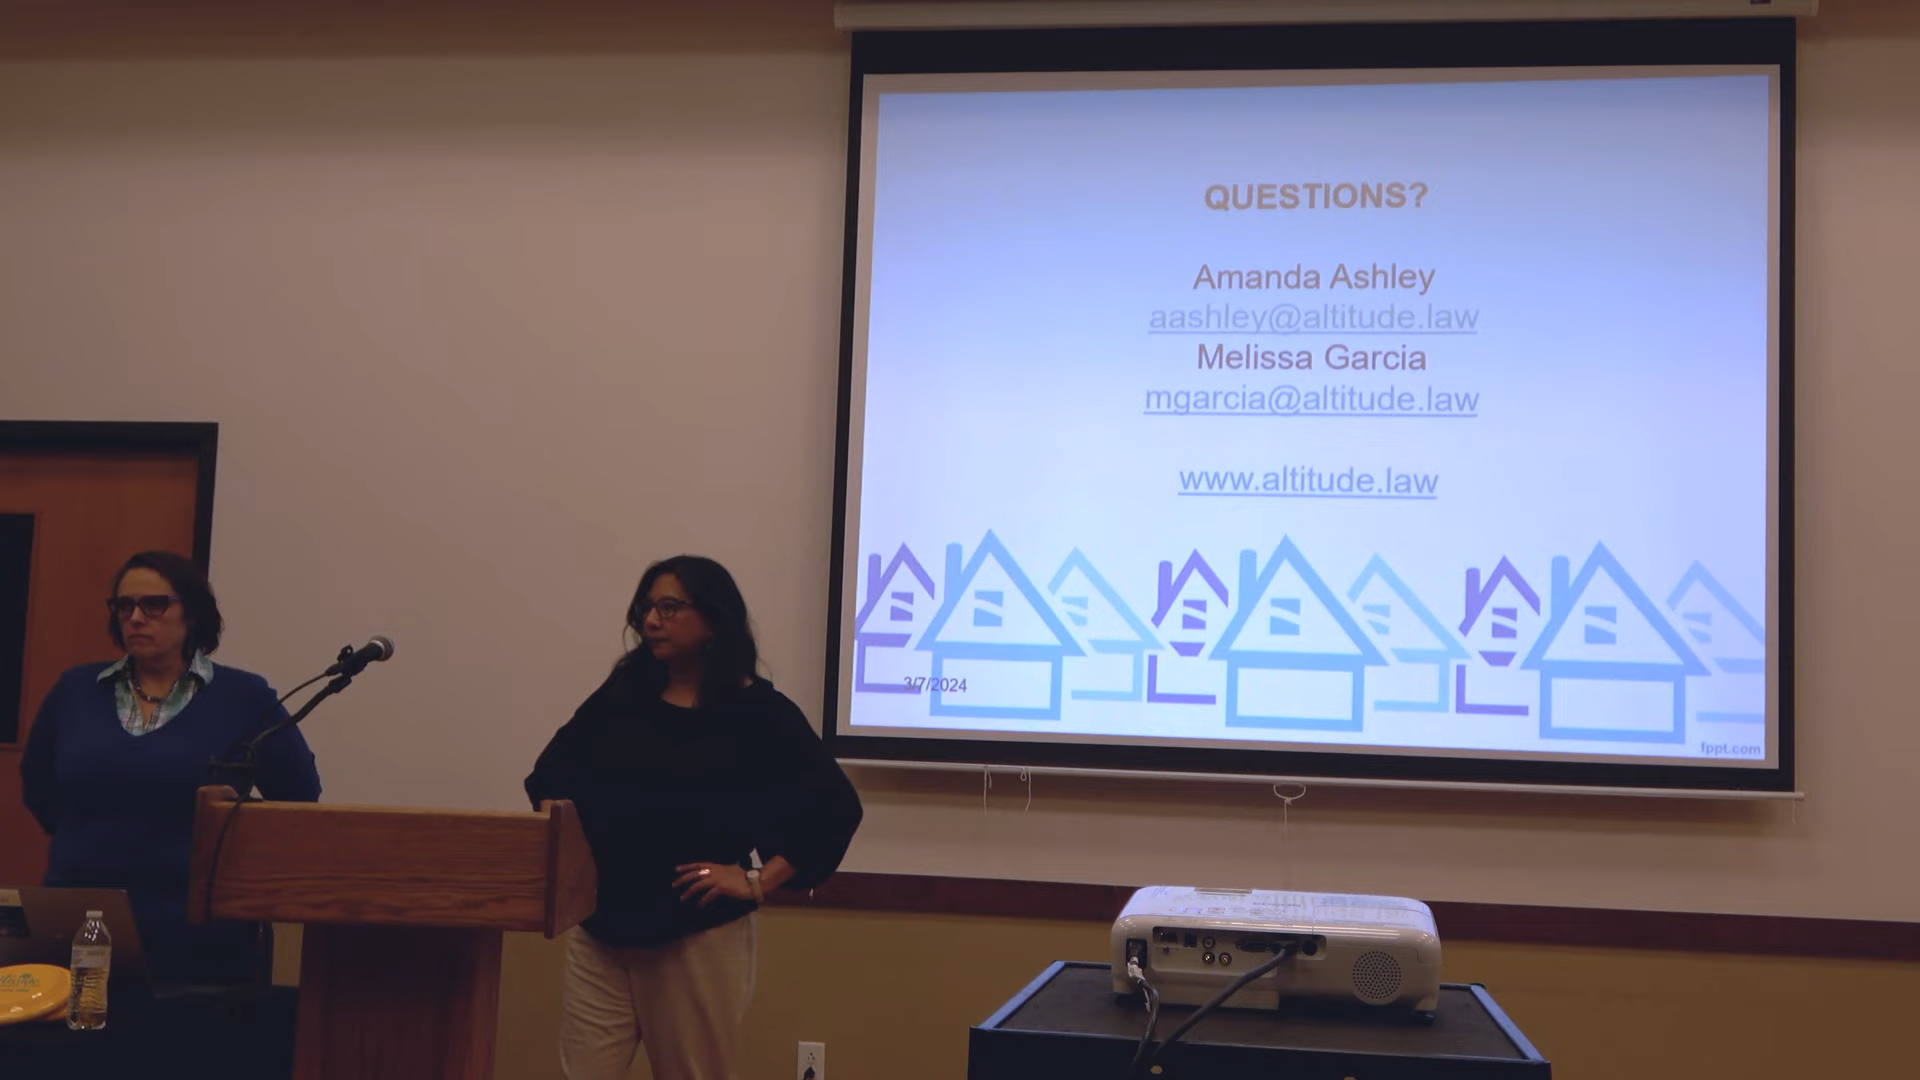 QUESTIONS?
Amanda Ashley
aashley@altitude.law
Melissa Garcia
mgarcia@altitude.law
www.altitude.law
3/7/2024
fppt.com